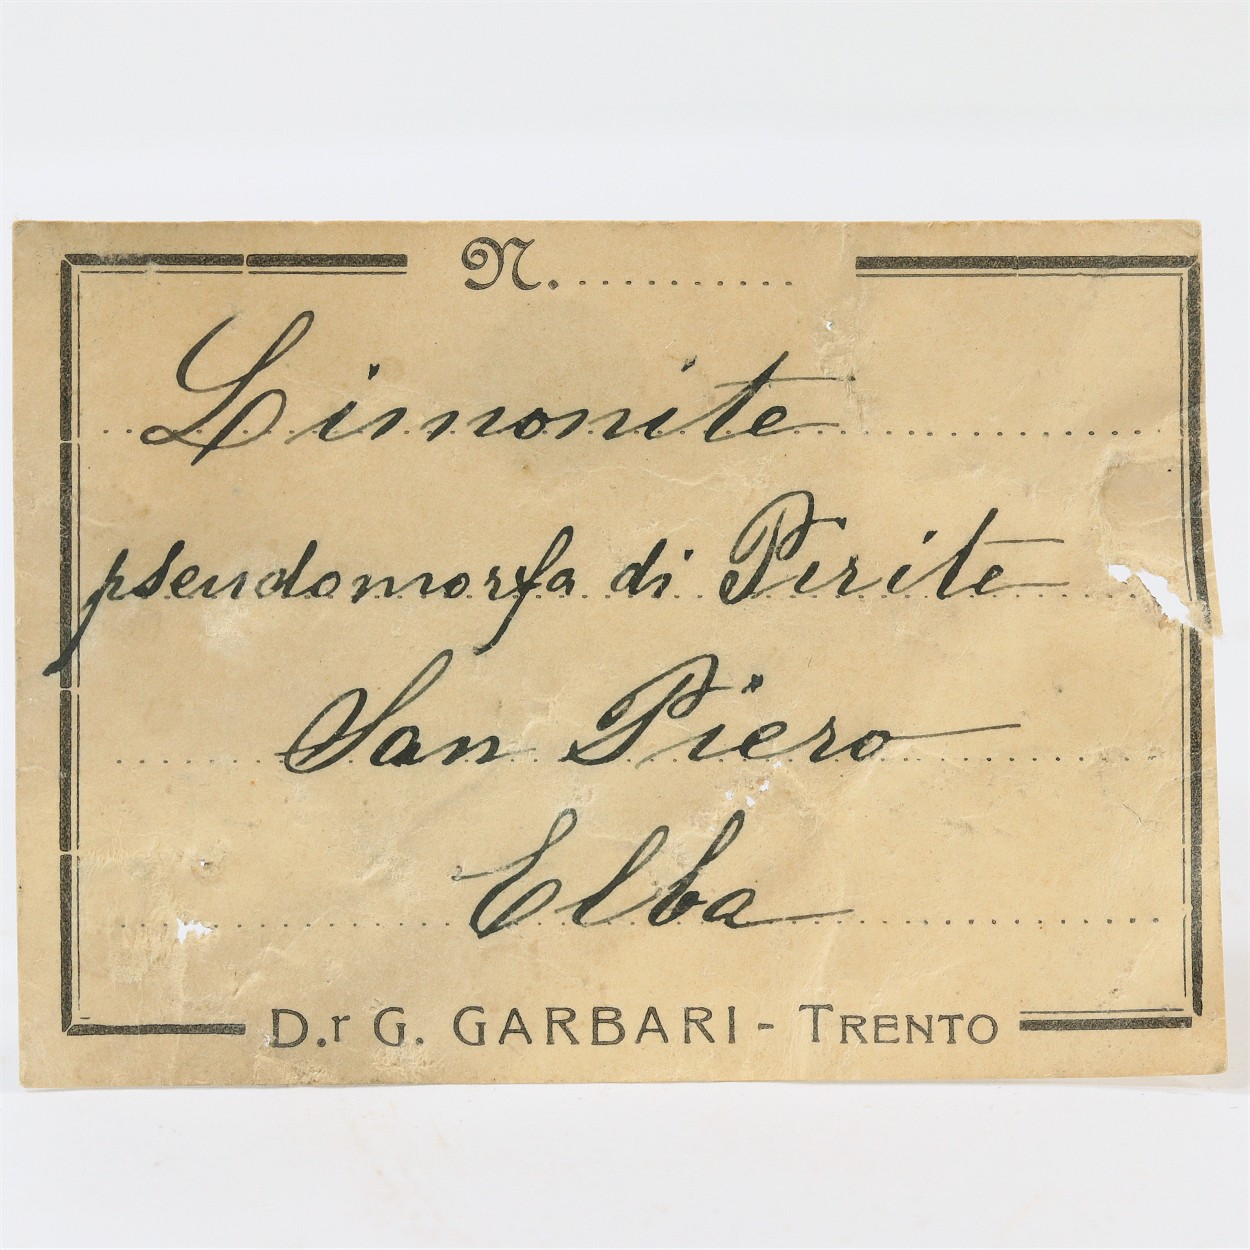 N. ............
Limonite
pseudomorfa di Pirite
San Piero
Elba
D.r G. GARBARI - TRENTO